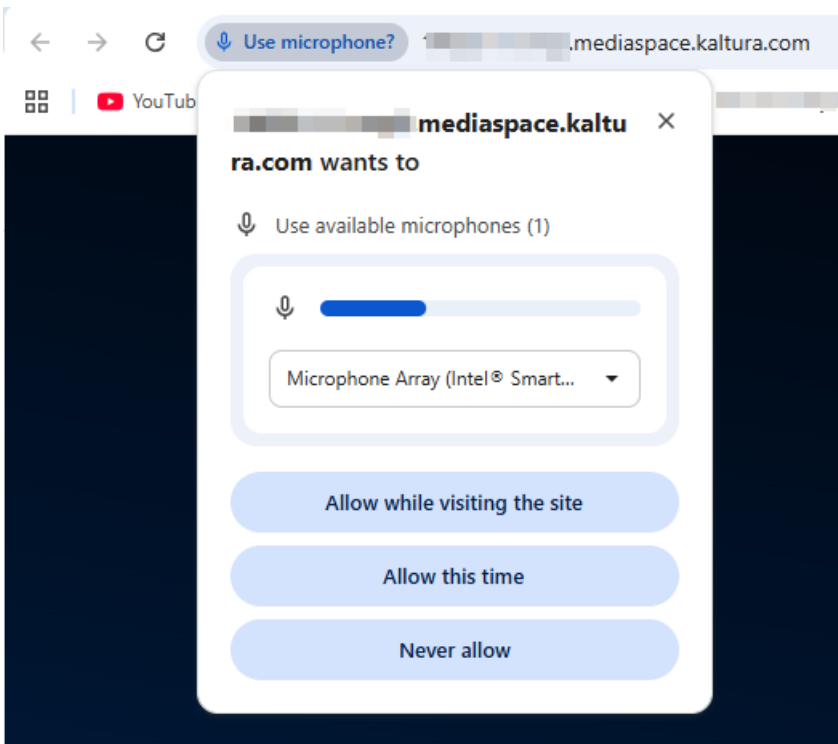 Use microphone?
.mediaspace.kaltura.com
YouTub
mediaspace.kaltu
ra.com wants to
Use available microphones (1)
Microphone Array (Intel® Smart...
Allow while visiting the site
Allow this time
Never allow